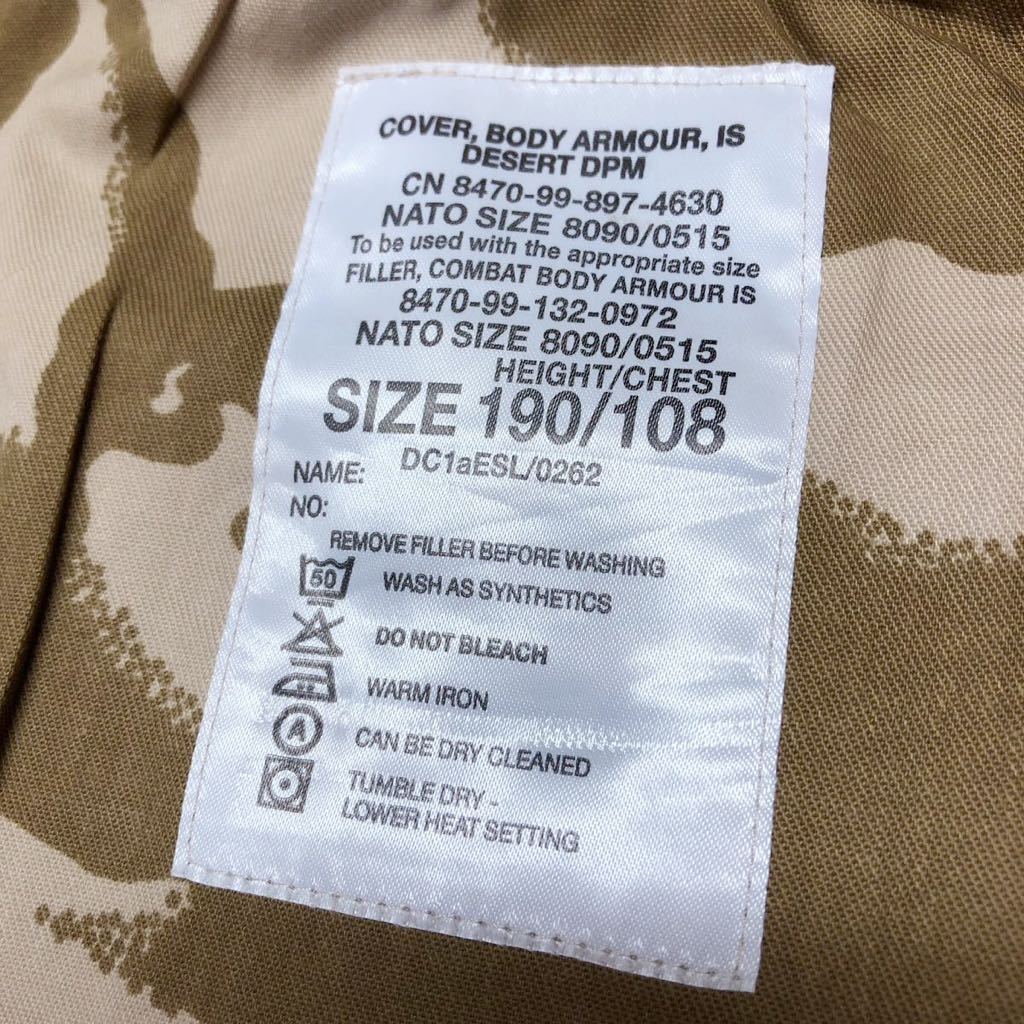 COVER, BODY ARMOUR, IS
DESERT DPM
CN 8470-99-897-4630
NATO SIZE 8090/0515
To be used with the appropriate size
FILLER, COMBAT BODY ARMOUR IS
8470-99-132-0972
NATO SIZE 8090/0515
HEIGHT/CHEST
SIZE 190/108
DC1aESL/0262
NAME:
NO:
REMOVE FILLER BEFORE WASHING
50 WASH AS SYNTHETICS
DO NOT BLEACH
WARM IRON
A CAN BE DRY CLEANED
TUMBLE DRY -
LOWER HEAT SETTING